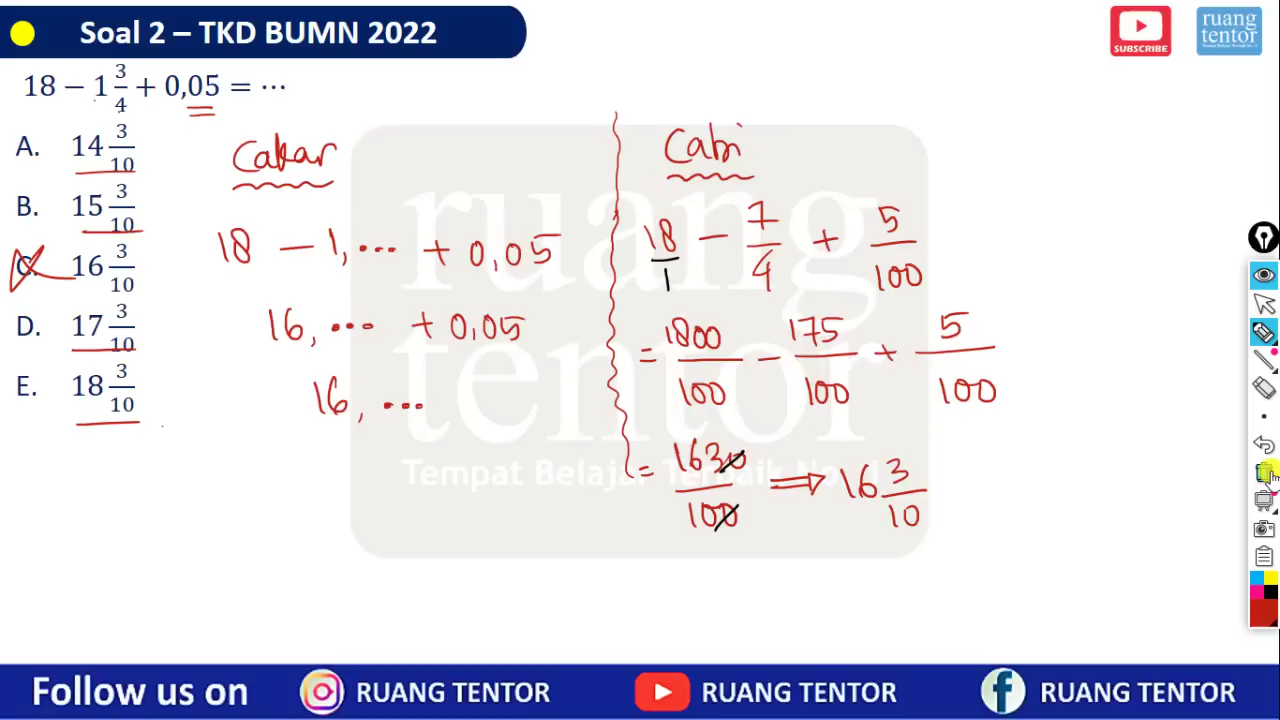 Soal 2 – TKD BUMN 2022
SUBSCRIBE
ruang
tentor
18 − 1 3/4 + 0,05 = ⋯
A. 14 3/10
B. 15 3/10
C. 16 3/10
D. 17 3/10
E. 18 3/10
Cakar
18 − 1, ... + 0,05
16, ... + 0,05
16, ...
Cabi
18/1 − 7/4 + 5/100
= 1800/100 − 175/100 + 5/100
= 1630/100 ⇒ 16 3/10
ruang
tentor
Tempat Belajar Terbaik No.1
Follow us on
RUANG TENTOR
RUANG TENTOR
RUANG TENTOR